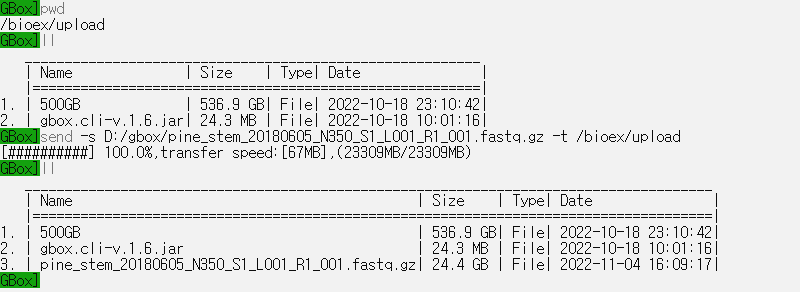 GBox]pwd
/bioex/upload
GBox]ll
| Name | Size | Type| Date |
|==========================================================|
1. | 500GB | 536.9 GB| File| 2022-10-18 23:10:42|
2. | gbox.cli-v.1.6.jar| 24.3 MB | File| 2022-10-18 10:01:16|
GBox]send -s D:/gbox/pine_stem_20180605_N350_S1_L001_R1_001.fastq.gz -t /bioex/upload
[##########] 100.0%,transfer speed:[67MB],(23309MB/23309MB)
GBox]ll
| Name | Size | Type| Date |
|========================================================================================|
1. | 500GB | 536.9 GB| File| 2022-10-18 23:10:42|
2. | gbox.cli-v.1.6.jar | 24.3 MB | File| 2022-10-18 10:01:16|
3. | pine_stem_20180605_N350_S1_L001_R1_001.fastq.gz| 24.4 GB | File| 2022-11-04 16:09:17|
GBox]